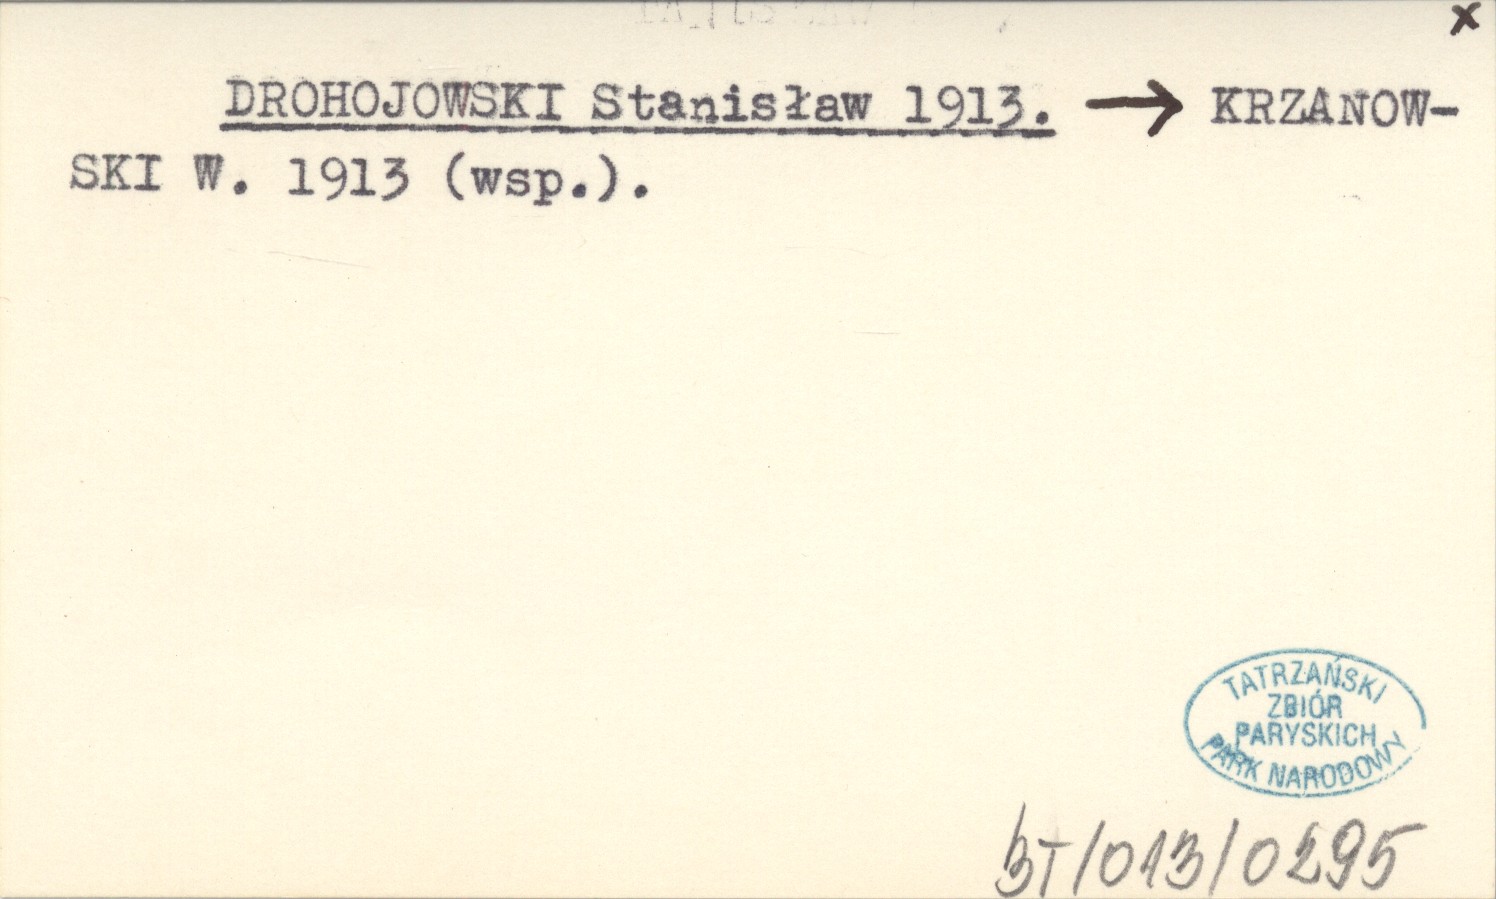 x
DROHOJOWSKI Stanisław 1913. → KRZANOW-
SKI W. 1913 (wsp.).
TATRZAŃSKI
ZBIÓR
PARYSKICH
PARK NARODOWY
BT/013/0295